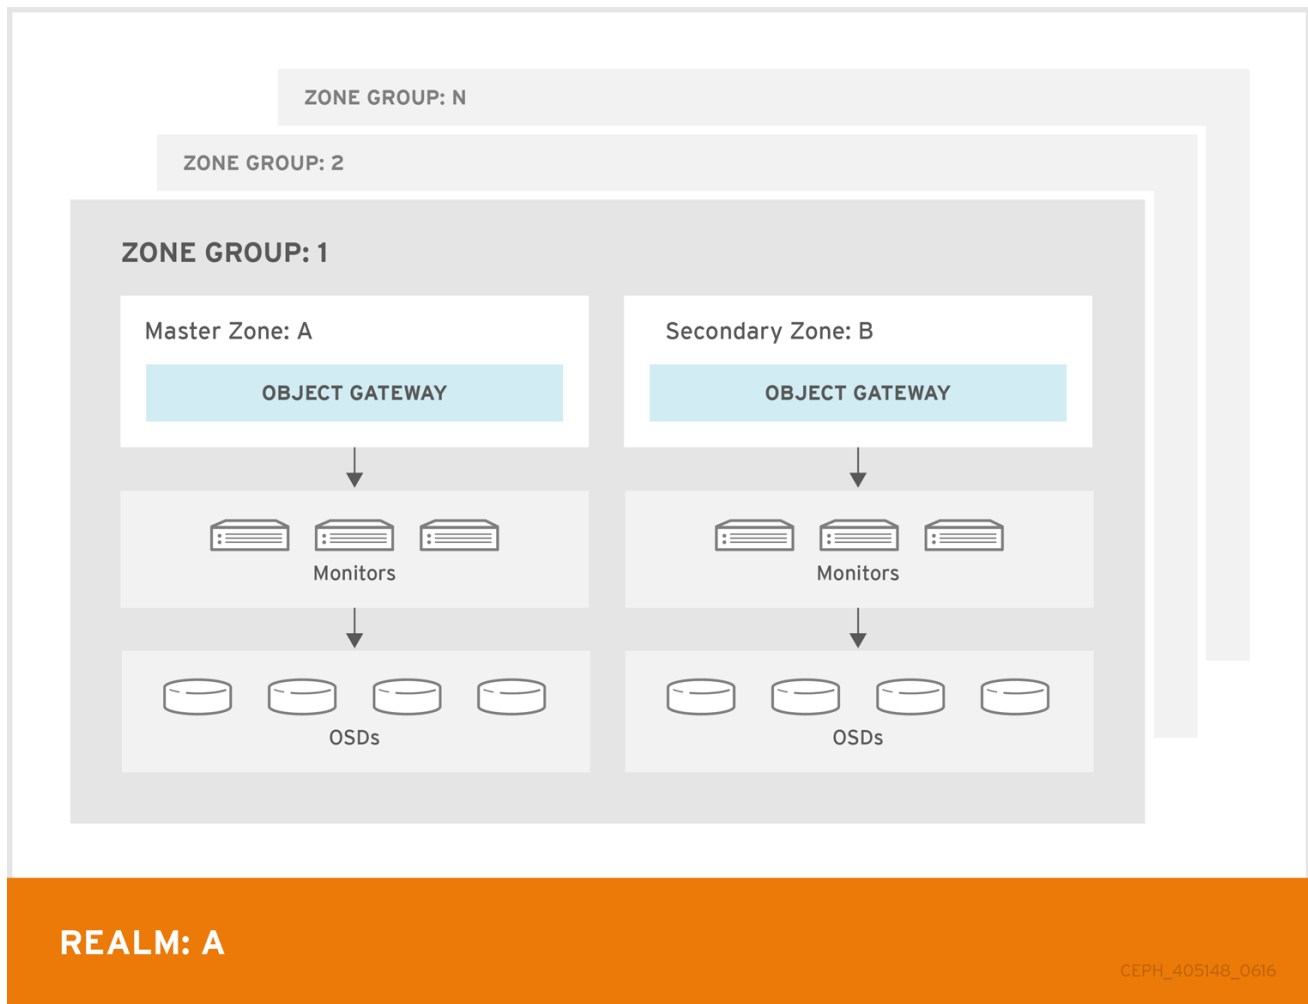 ZONE GROUP: N
ZONE GROUP: 2
ZONE GROUP: 1
Master Zone: A
OBJECT GATEWAY
Monitors
OSDs
Secondary Zone: B
OBJECT GATEWAY
Monitors
OSDs
REALM: A
CEPH_405148_0616